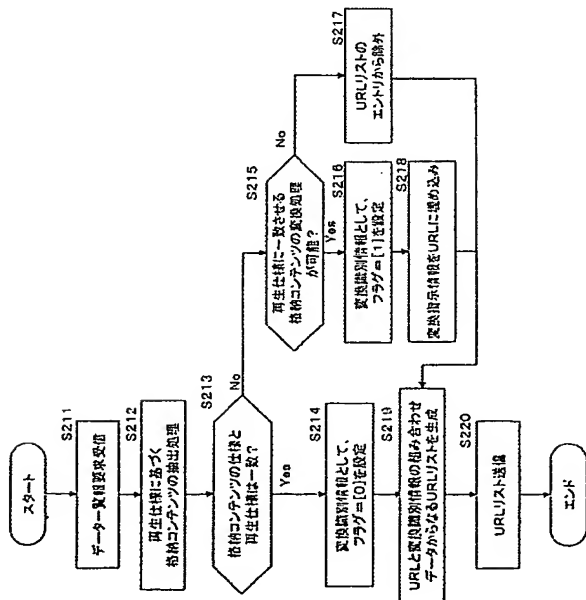 スタート
S211
データ一覧報要求受信
S212
再生仕様に基づく
格納コンテンツの抽出処理
S213
格納コンテンツの仕様と
再生仕様は一致?
Yes
No
S214
変換識別情報として、
フラグ=[0]を設定
S215
再生仕様に一致させる
格納コンテンツの変換処理
が可能?
Yes
No
S216
変換識別情報として、
フラグ=[1]を設定
S218
変換指示情報をURLに埋め込み
S217
URLリストの
エントリから除外
S219
URLと変換識別情報の組み合わせ
データからなるURLリストを生成
S220
URLリスト送信
エンド